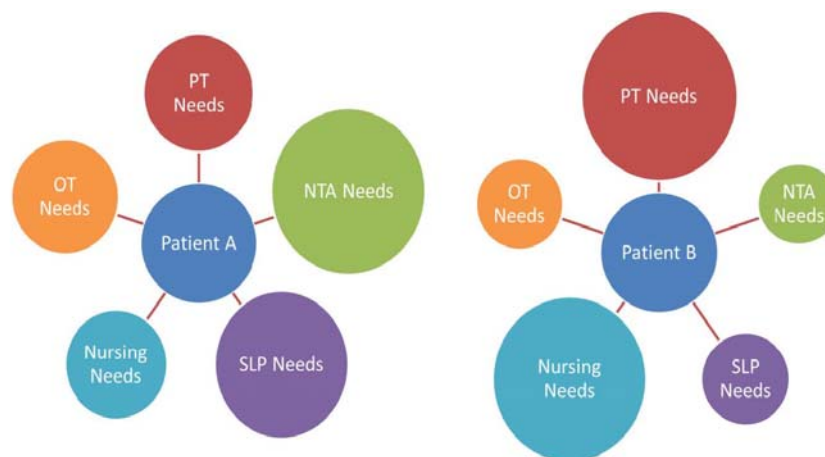 PT
Needs
OT
Needs
NTA Needs
Patient A
Nursing
Needs
SLP Needs
PT Needs
OT
Needs
NTA
Needs
Patient B
Nursing
Needs
SLP
Needs